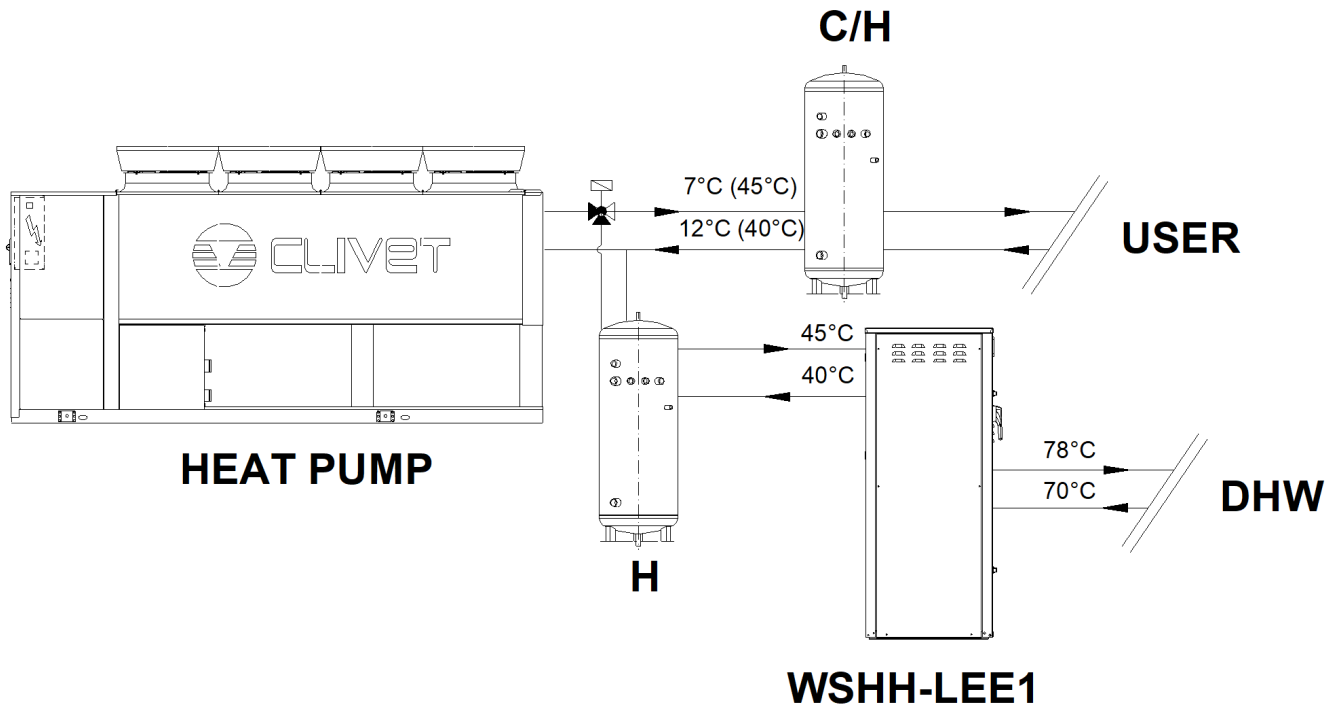 C/H
7°C (45°C)
12°C (40°C)
USER
CLIVET
45°C
40°C
HEAT PUMP
78°C
70°C
DHW
H
WSHH-LEE1